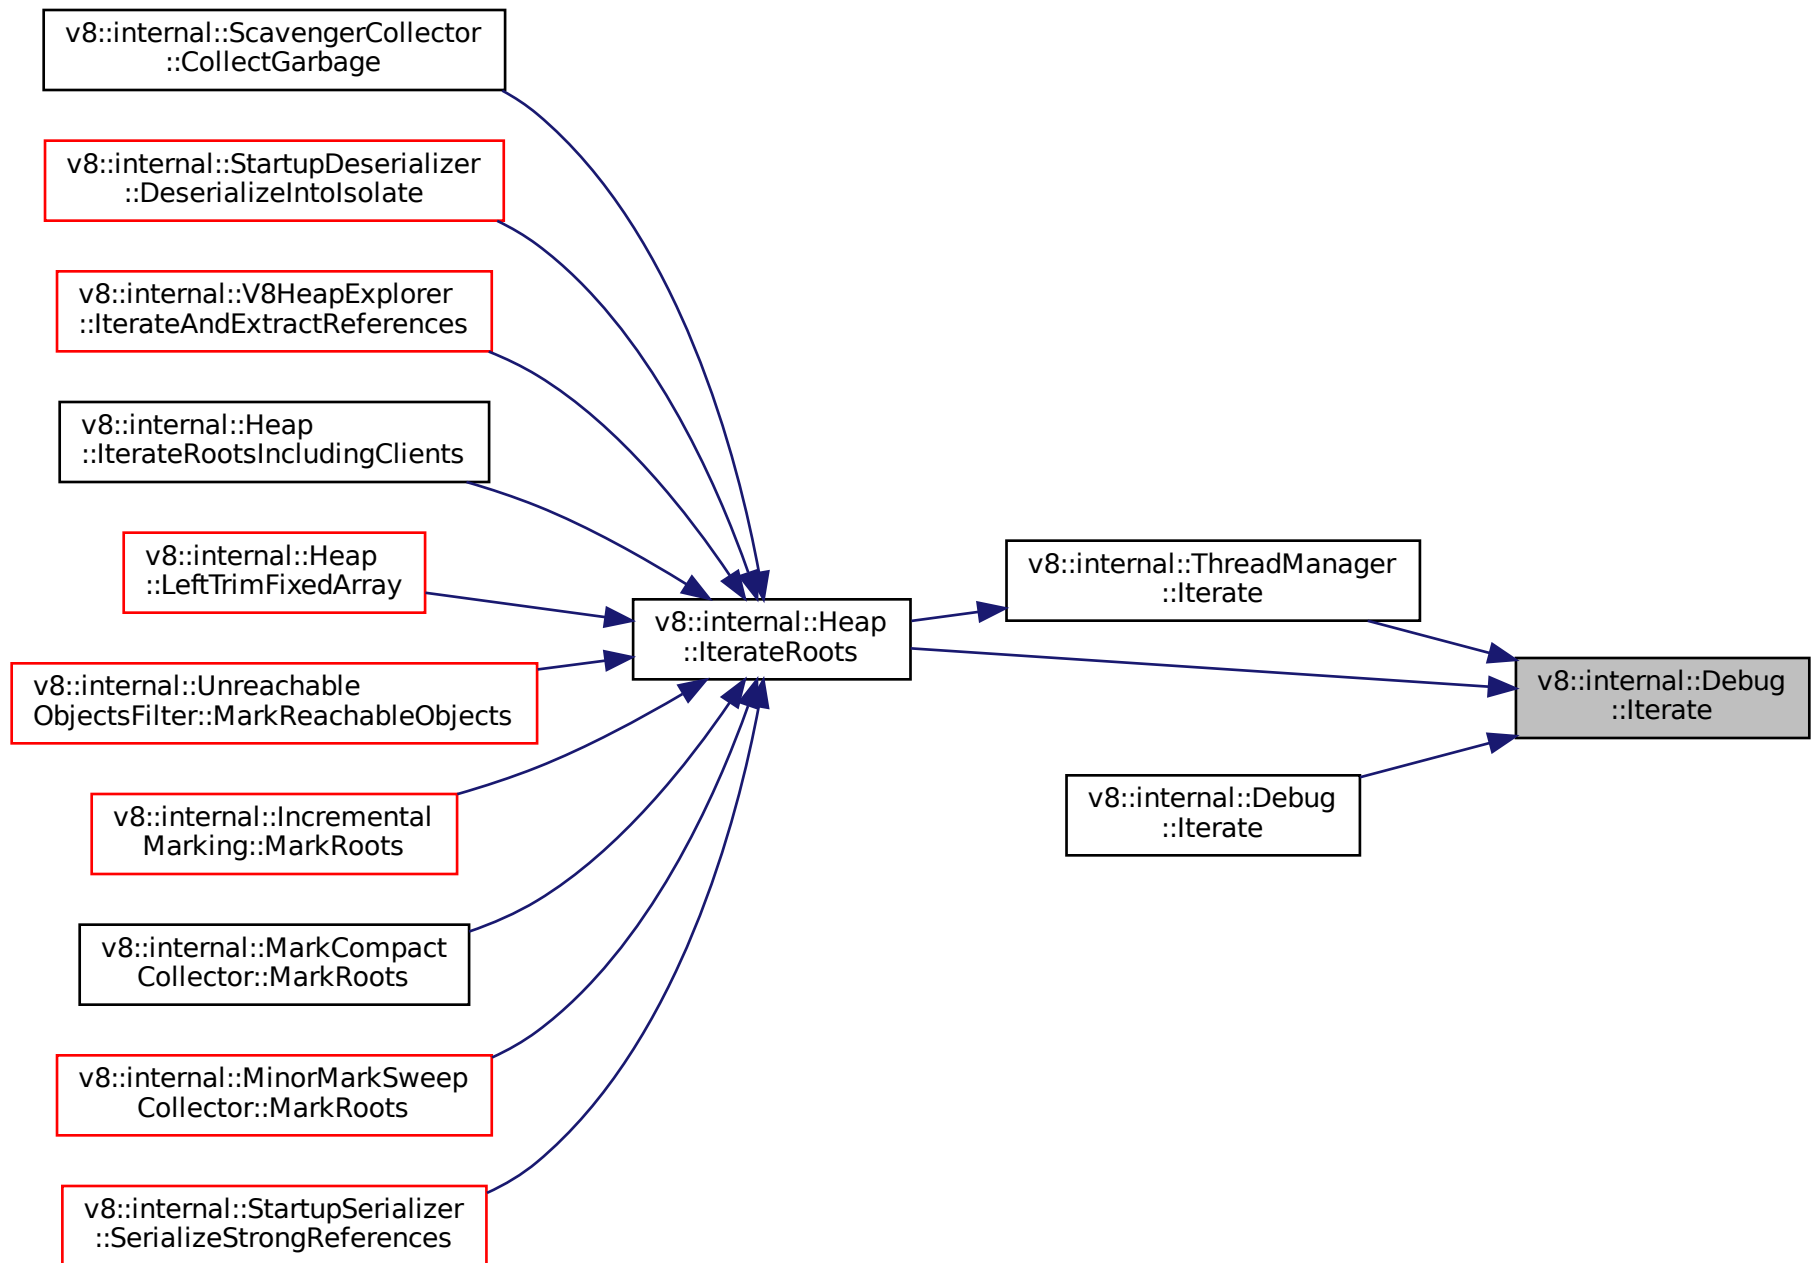 v8::internal::ScavengerCollector
::CollectGarbage
v8::internal::StartupDeserializer
::DeserializeIntoIsolate
v8::internal::V8HeapExplorer
::IterateAndExtractReferences
v8::internal::Heap
::IterateRootsIncludingClients
v8::internal::Heap
::LeftTrimFixedArray
v8::internal::Unreachable
ObjectsFilter::MarkReachableObjects
v8::internal::Incremental
Marking::MarkRoots
v8::internal::MarkCompact
Collector::MarkRoots
v8::internal::MinorMarkSweep
Collector::MarkRoots
v8::internal::StartupSerializer
::SerializeStrongReferences
v8::internal::Heap
::IterateRoots
v8::internal::ThreadManager
::Iterate
v8::internal::Debug
::Iterate
v8::internal::Debug
::Iterate